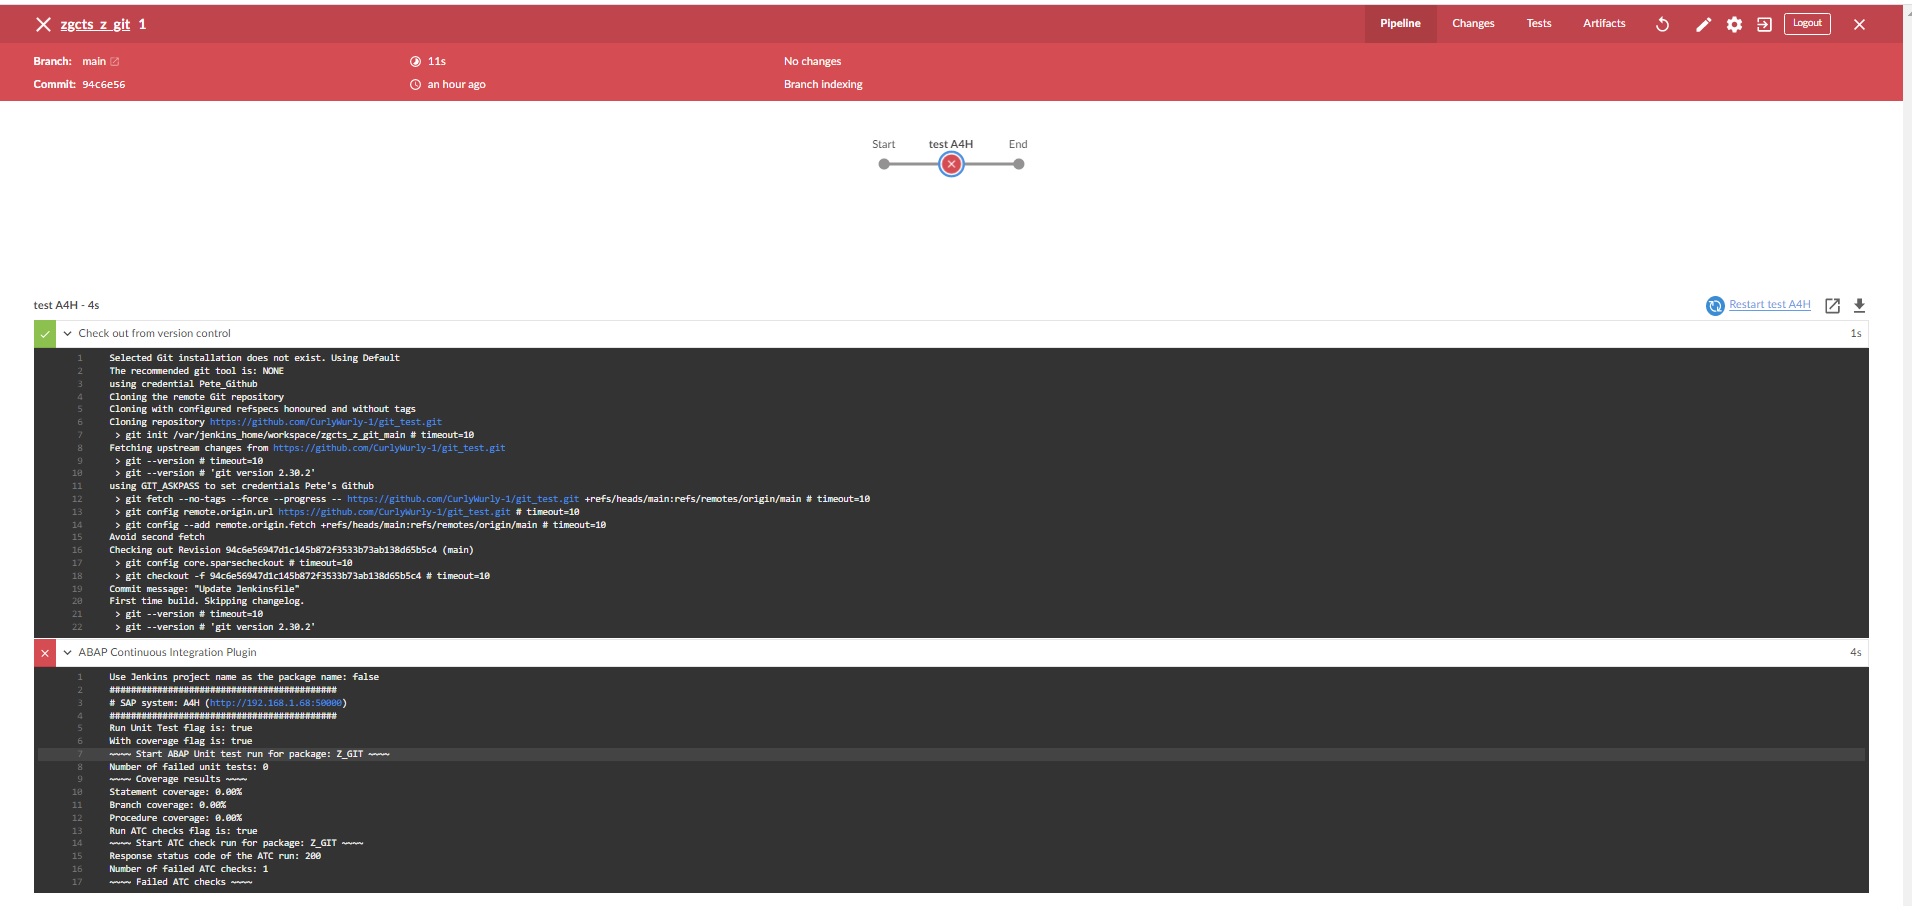 zgcts_z_git 1
Pipeline Changes Tests Artifacts Logout
Branch: main 11s No changes
Commit: 94c6e56 an hour ago Branch indexing
Start test A4H End
test A4H - 4s Restart test A4H
Check out from version control 1s
1 Selected Git installation does not exist. Using Default
2 The recommended git tool is: NONE
3 using credential Pete_Github
4 Cloning the remote Git repository
5 Cloning with configured refspecs honoured and without tags
6 Cloning repository https://github.com/CurlyWurly-1/git_test.git
7 > git init /var/jenkins_home/workspace/zgcts_z_git_main # timeout=10
8 Fetching upstream changes from https://github.com/CurlyWurly-1/git_test.git
9 > git --version # timeout=10
10 > git --version # 'git version 2.30.2'
11 using GIT_ASKPASS to set credentials Pete's Github
12 > git fetch --no-tags --force --progress -- https://github.com/CurlyWurly-1/git_test.git +refs/heads/main:refs/remotes/origin/main # timeout=10
13 > git config remote.origin.url https://github.com/CurlyWurly-1/git_test.git # timeout=10
14 > git config --add remote.origin.fetch +refs/heads/main:refs/remotes/origin/main # timeout=10
15 Avoid second fetch
16 Checking out Revision 94c6e56947d1c145b872f3533b73ab138d65b5c4 (main)
17 > git config core.sparsecheckout # timeout=10
18 > git checkout -f 94c6e56947d1c145b872f3533b73ab138d65b5c4 # timeout=10
19 Commit message: "Update Jenkinsfile"
20 First time build. Skipping changelog.
21 > git --version # timeout=10
22 > git --version # 'git version 2.30.2'
ABAP Continuous Integration Plugin 4s
1 Use Jenkins project name as the package name: false
2 ###########################################
3 # SAP system: A4H (http://192.168.1.68:50000)
4 ###########################################
5 Run Unit Test flag is: true
6 With coverage flag is: true
7 ~~~~ Start ABAP Unit test run for package: Z_GIT ~~~~
8 Number of failed unit tests: 0
9 ~~~~ Coverage results ~~~~
10 Statement coverage: 0.00%
11 Branch coverage: 0.00%
12 Procedure coverage: 0.00%
13 Run ATC checks flag is: true
14 ~~~~ Start ATC check run for package: Z_GIT ~~~~
15 Response status code of the ATC run: 200
16 Number of failed ATC checks: 1
17 ~~~~ Failed ATC checks ~~~~